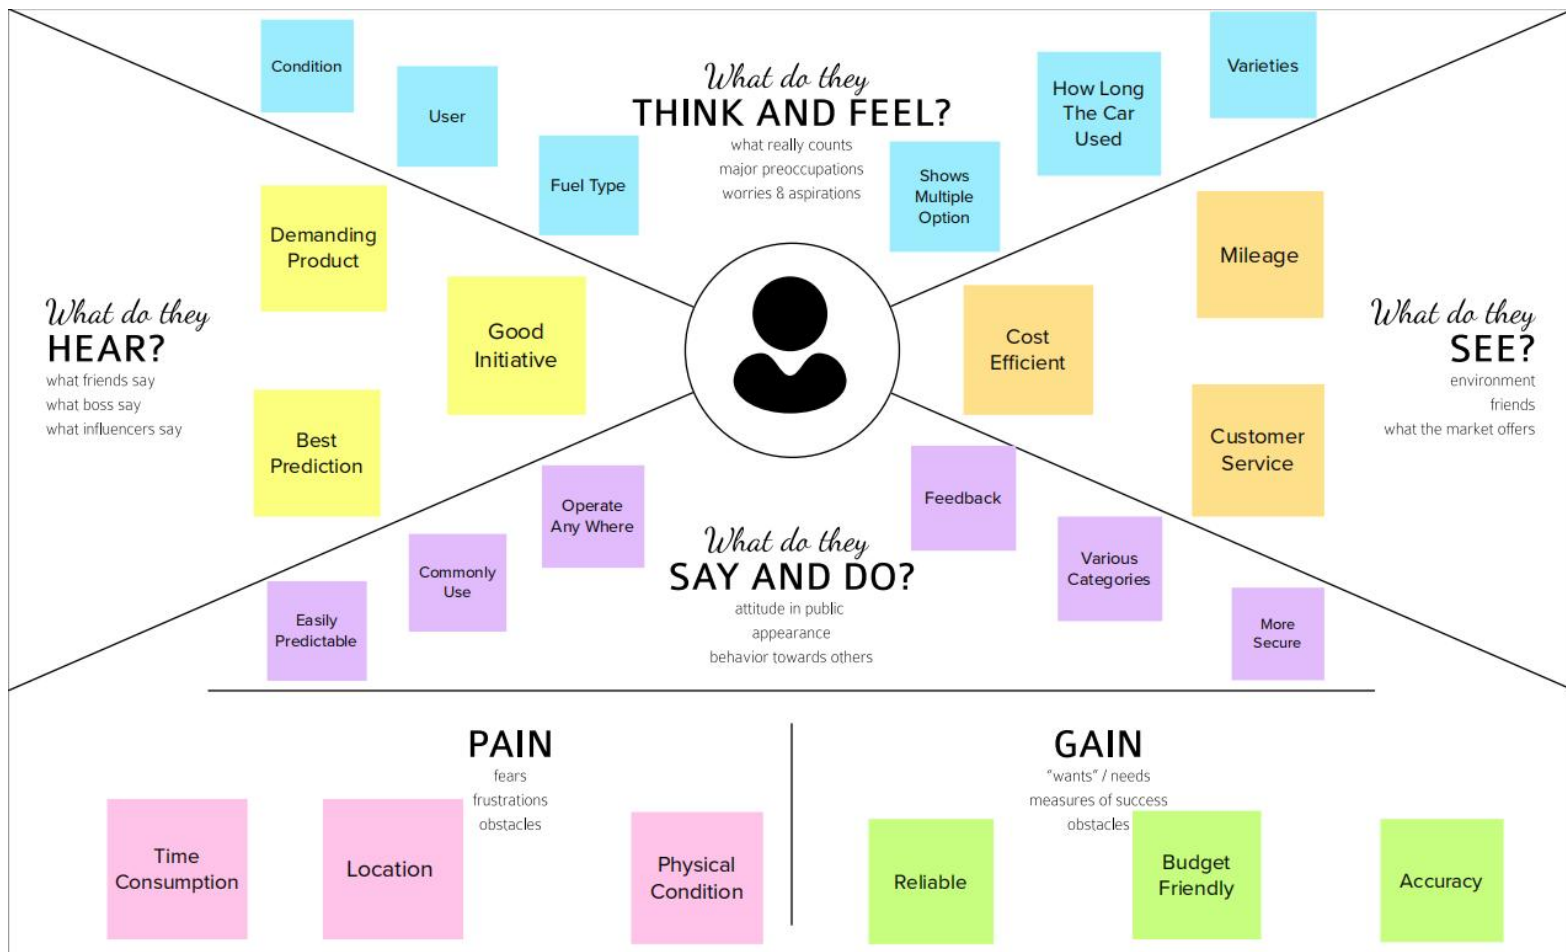 Condition
User
Fuel Type
What do they
THINK AND FEEL?
what really counts
major preoccupations
worries & aspirations
Shows
Multiple
Option
How Long
The Car
Used
Varieties
What do they
HEAR?
what friends say
what boss say
what influencers say
Demanding
Product
Good
Initiative
Best
Prediction
Cost
Efficient
Mileage
Customer
Service
What do they
SEE?
environment
friends
what the market offers
Easily
Predictable
Commonly
Use
Operate
Any Where
What do they
SAY AND DO?
attitude in public
appearance
behavior towards others
Feedback
Various
Categories
More
Secure
PAIN
fears
frustrations
obstacles
Time
Consumption
Location
Physical
Condition
GAIN
"wants" / needs
measures of success
obstacles
Reliable
Budget
Friendly
Accuracy